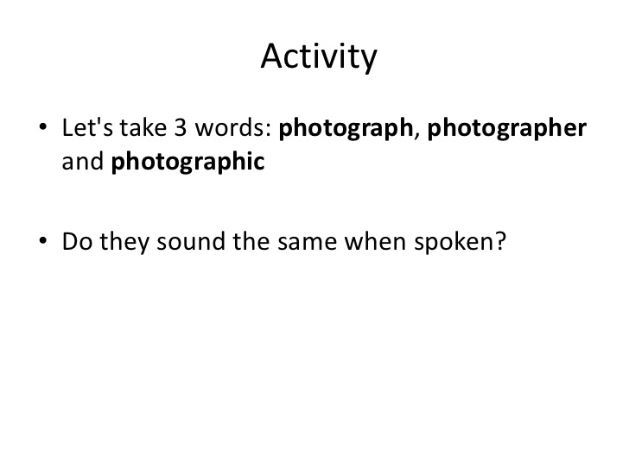 Activity
• Let's take 3 words: photograph, photographer
and photographic
• Do they sound the same when spoken?